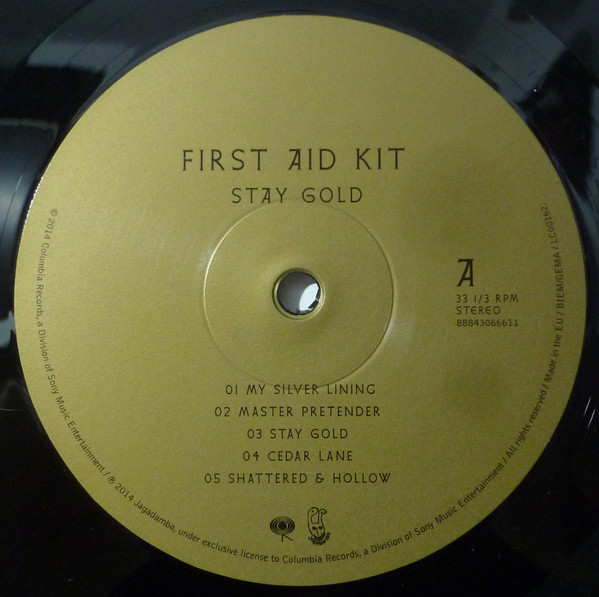 FIRST AID KIT
STAY GOLD
A
33 1/3 RPM
STEREO
88843066611
01 MY SILVER LINING
02 MASTER PRETENDER
03 STAY GOLD
04 CEDAR LANE
05 SHATTERED & HOLLOW
© 2014 Columbia Records, a Division of Sony Music Entertainment / ℗ 2014 Jagadamba, under exclusive license to Columbia Records, a Division of Sony Music Entertainment / All rights reserved / Made in the EU / BIEM/GEMA / LC00162